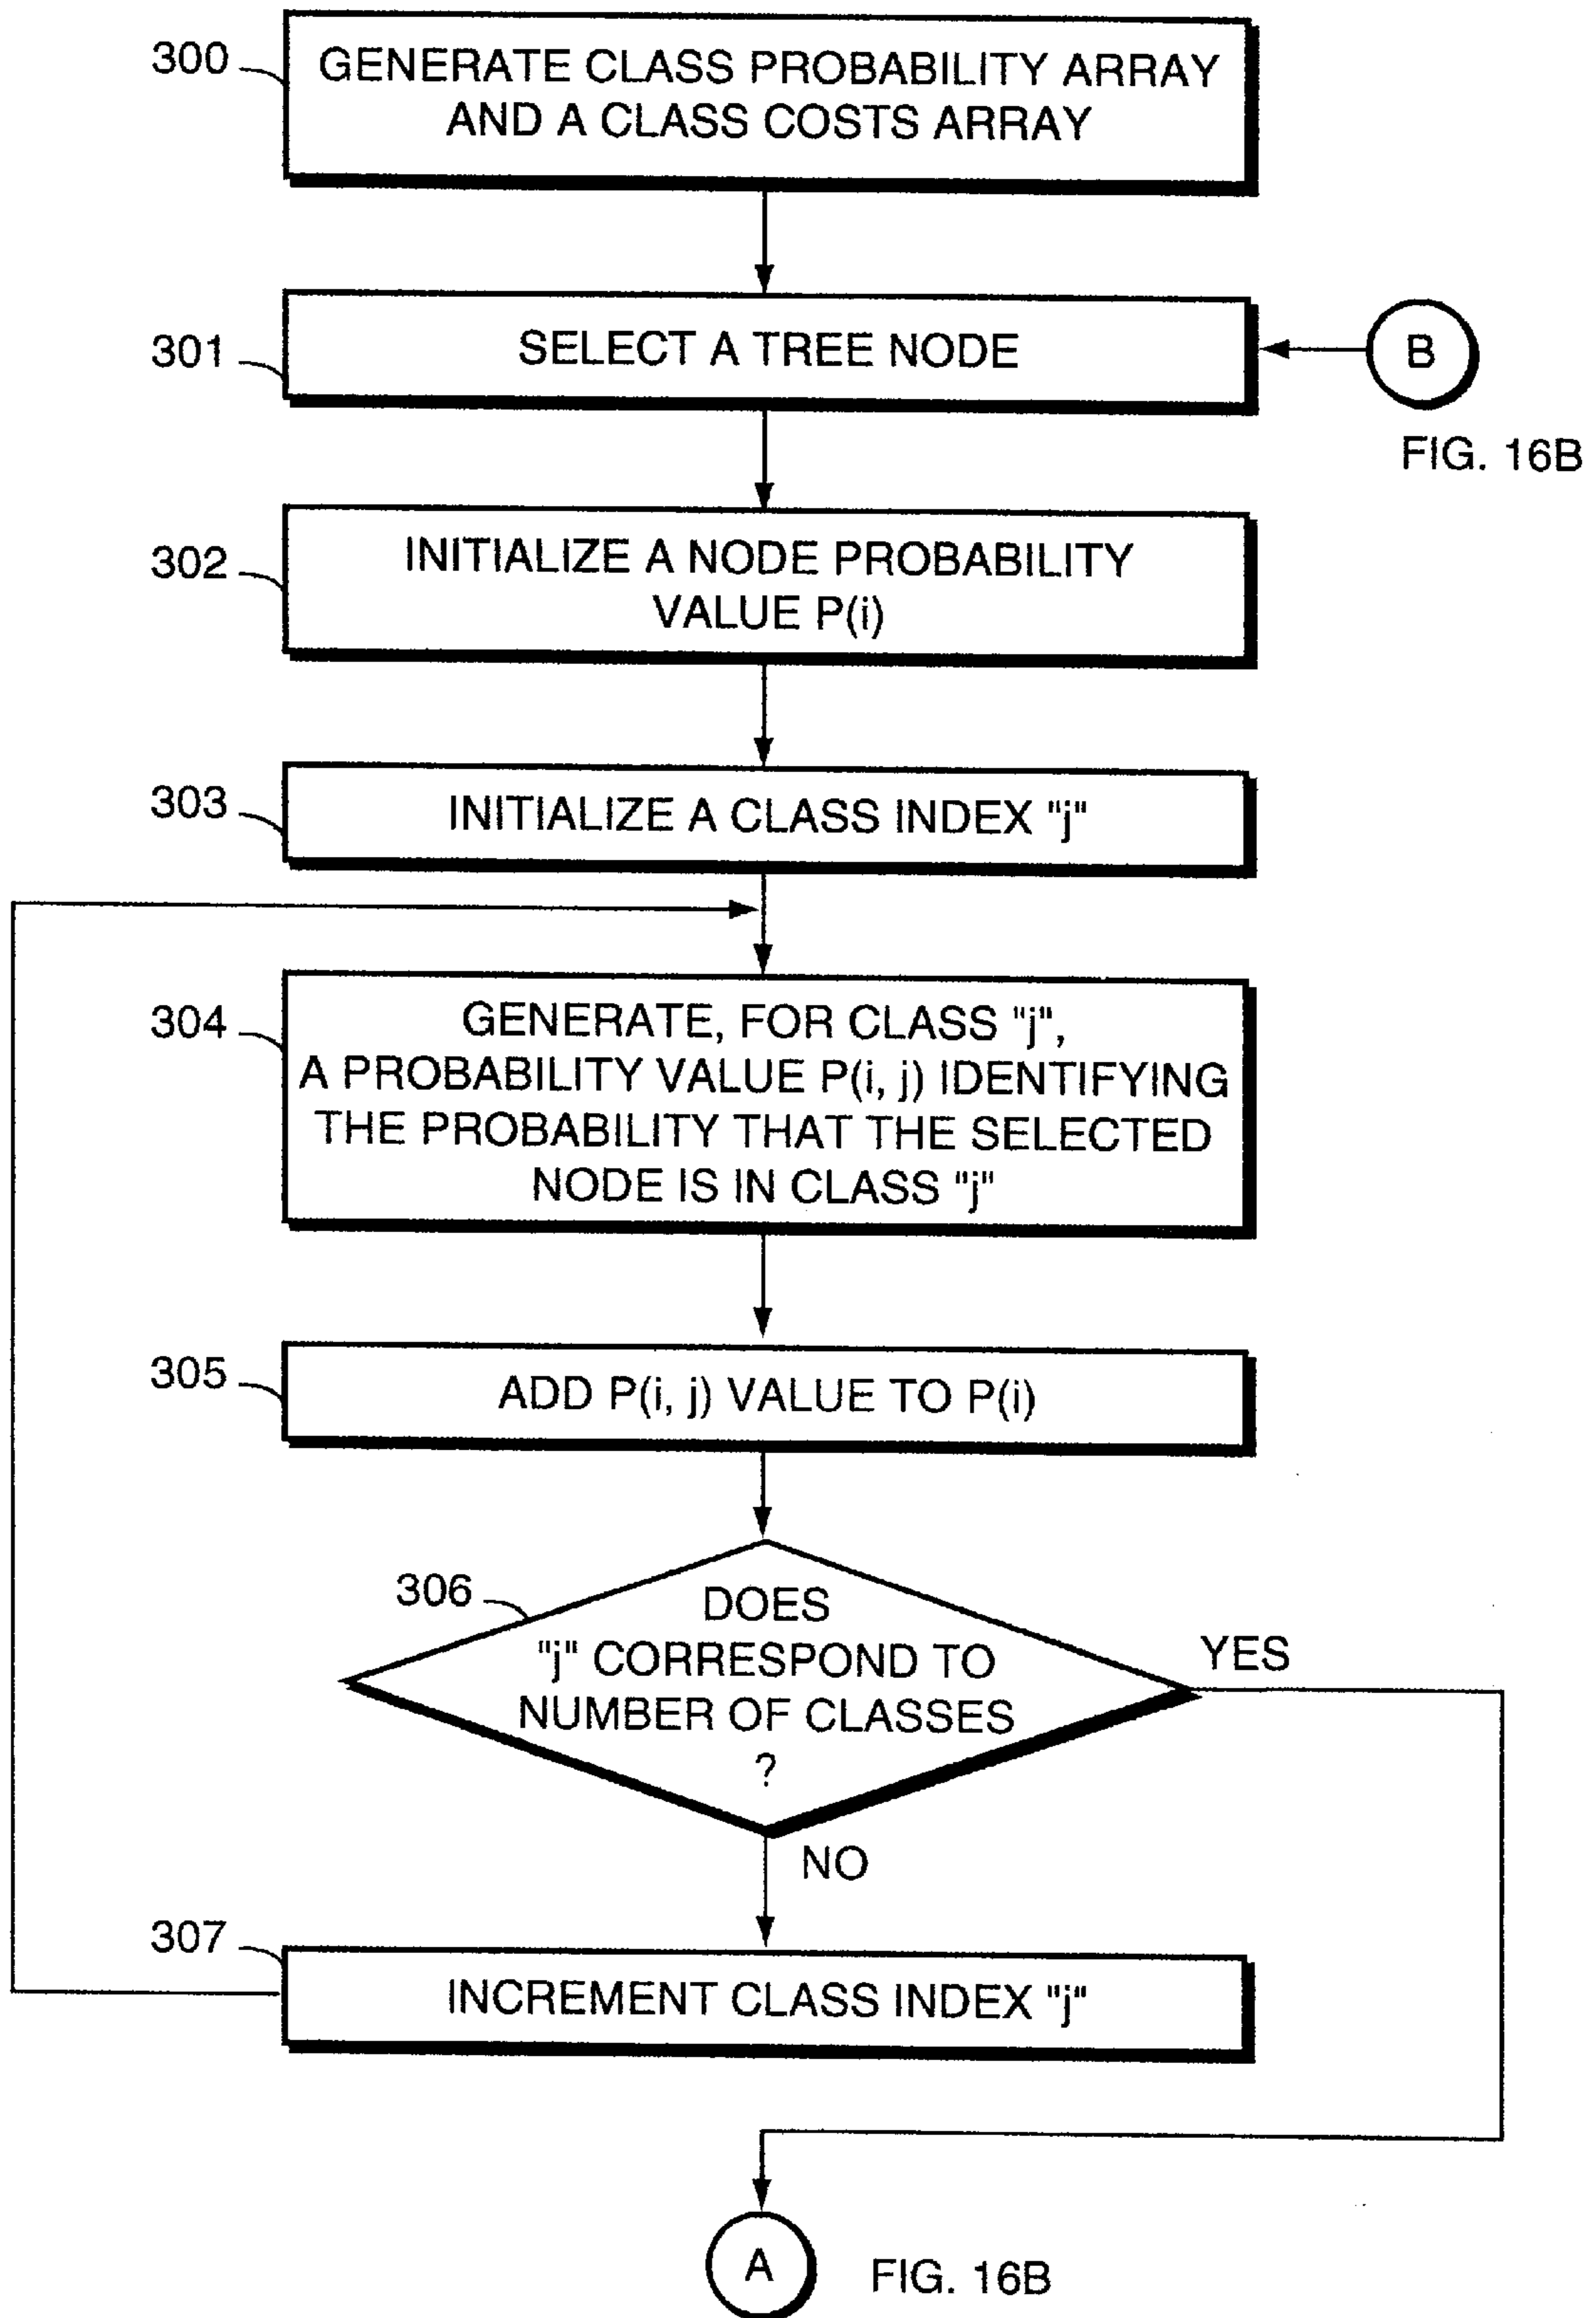 300
GENERATE CLASS PROBABILITY ARRAY
AND A CLASS COSTS ARRAY
301
SELECT A TREE NODE
B
FIG. 16B
302
INITIALIZE A NODE PROBABILITY
VALUE P(i)
303
INITIALIZE A CLASS INDEX "j"
304
GENERATE, FOR CLASS "j",
A PROBABILITY VALUE P(i, j) IDENTIFYING
THE PROBABILITY THAT THE SELECTED
NODE IS IN CLASS "j"
305
ADD P(i, j) VALUE TO P(i)
306
DOES
"j" CORRESPOND TO
NUMBER OF CLASSES
?
YES
NO
307
INCREMENT CLASS INDEX "j"
A
FIG. 16B